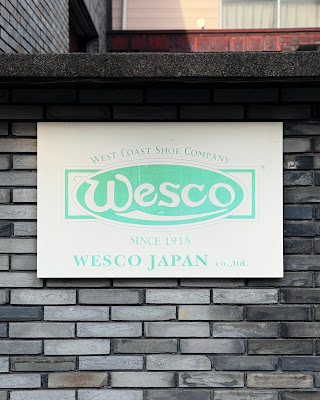 WEST COAST SHOE COMPANY
Wesco
®
SINCE 1918
WESCO JAPAN co.,ltd.